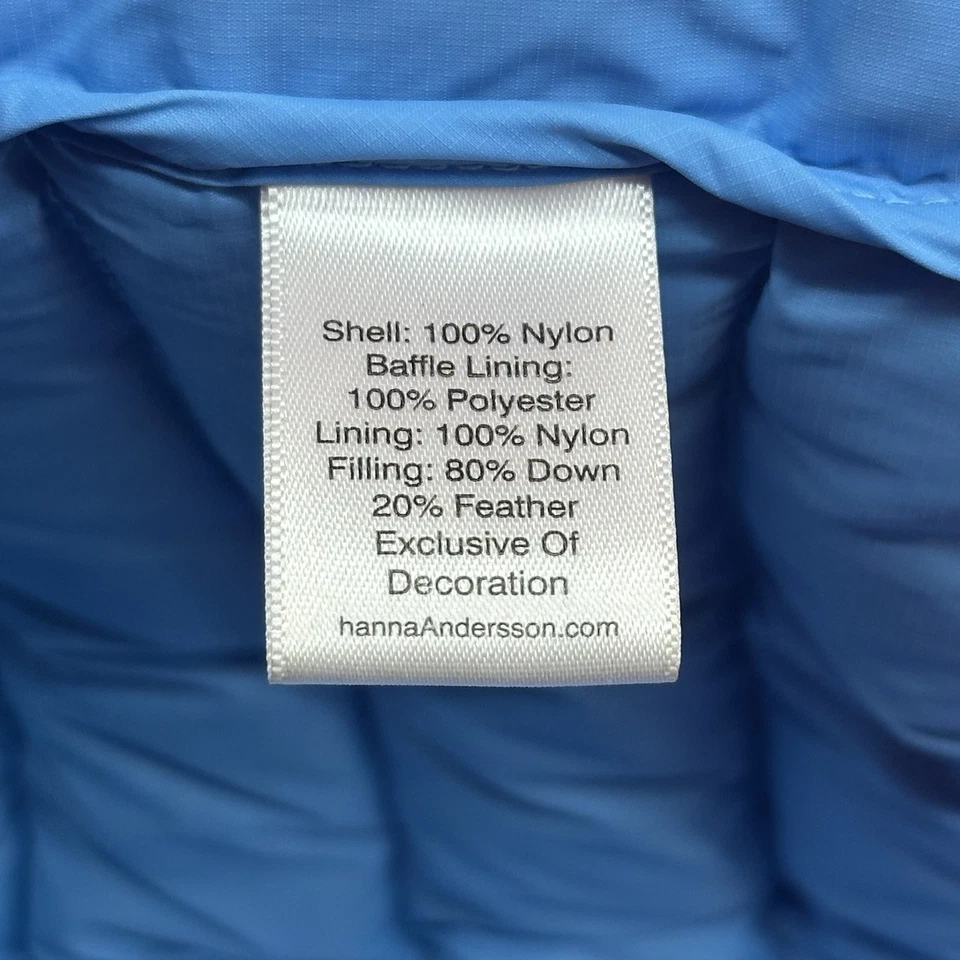 Shell: 100% Nylon
Baffle Lining:
100% Polyester
Lining: 100% Nylon
Filling: 80% Down
20% Feather
Exclusive Of
Decoration
hannaAndersson.com